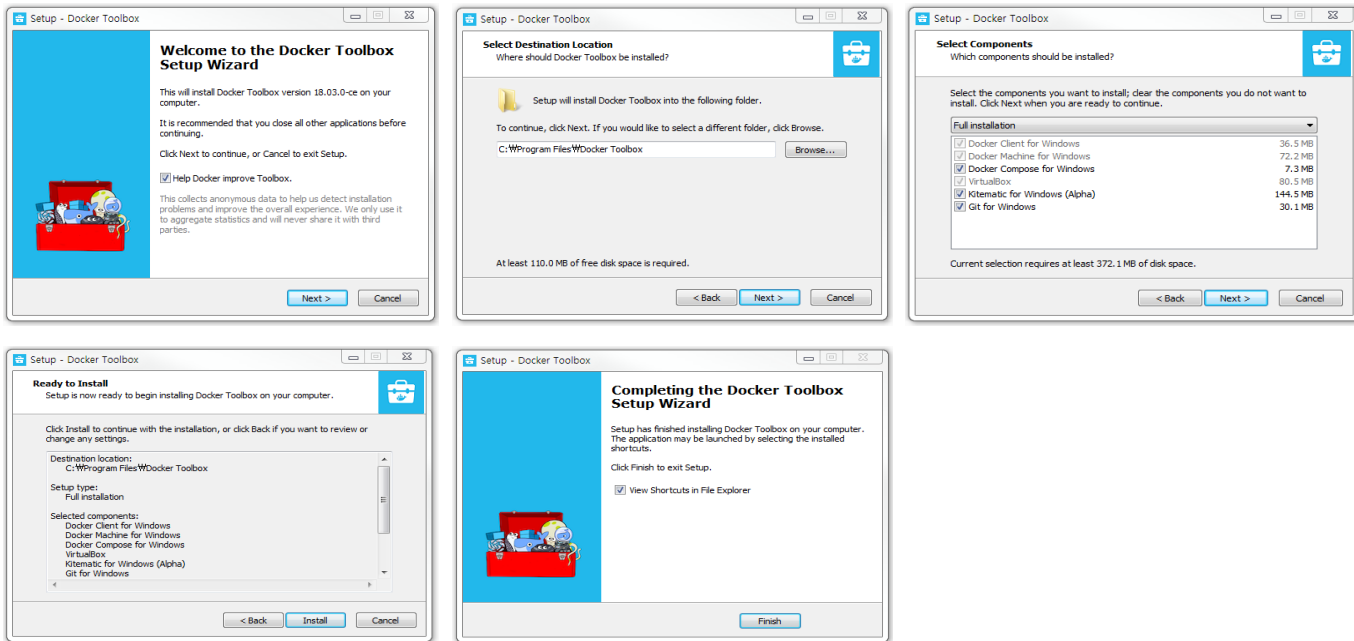 Setup - Docker Toolbox
Welcome to the Docker Toolbox
Setup Wizard
This will install Docker Toolbox version 18.03.0-ce on your
computer.
It is recommended that you close all other applications before
continuing.
Click Next to continue, or Cancel to exit Setup.
Help Docker improve Toolbox.
This collects anonymous data to help us detect installation
problems and improve the overall experience. We only use it
to aggregate statistics and will never share it with third
parties.
Next >
Cancel
Setup - Docker Toolbox
Select Destination Location
Where should Docker Toolbox be installed?
Setup will install Docker Toolbox into the following folder.
To continue, click Next. If you would like to select a different folder, click Browse.
C:₩Program Files₩Docker Toolbox
Browse...
At least 110.0 MB of free disk space is required.
< Back
Next >
Cancel
Setup - Docker Toolbox
Select Components
Which components should be installed?
Select the components you want to install; clear the components you do not want to
install. Click Next when you are ready to continue.
Full installation
Docker Client for Windows 36.5 MB
Docker Machine for Windows 72.2 MB
Docker Compose for Windows 7.3 MB
VirtualBox 80.5 MB
Kitematic for Windows (Alpha) 144.5 MB
Git for Windows 30.1 MB
Current selection requires at least 372.1 MB of disk space.
< Back
Next >
Cancel
Setup - Docker Toolbox
Ready to Install
Setup is now ready to begin installing Docker Toolbox on your computer.
Click Install to continue with the installation, or click Back if you want to review or
change any settings.
Destination location:
C:₩Program Files₩Docker Toolbox
Setup type:
Full installation
Selected components:
Docker Client for Windows
Docker Machine for Windows
Docker Compose for Windows
VirtualBox
Kitematic for Windows (Alpha)
Git for Windows
< Back
Install
Cancel
Setup - Docker Toolbox
Completing the Docker Toolbox
Setup Wizard
Setup has finished installing Docker Toolbox on your computer.
The application may be launched by selecting the installed
shortcuts.
Click Finish to exit Setup.
View Shortcuts in File Explorer
Finish